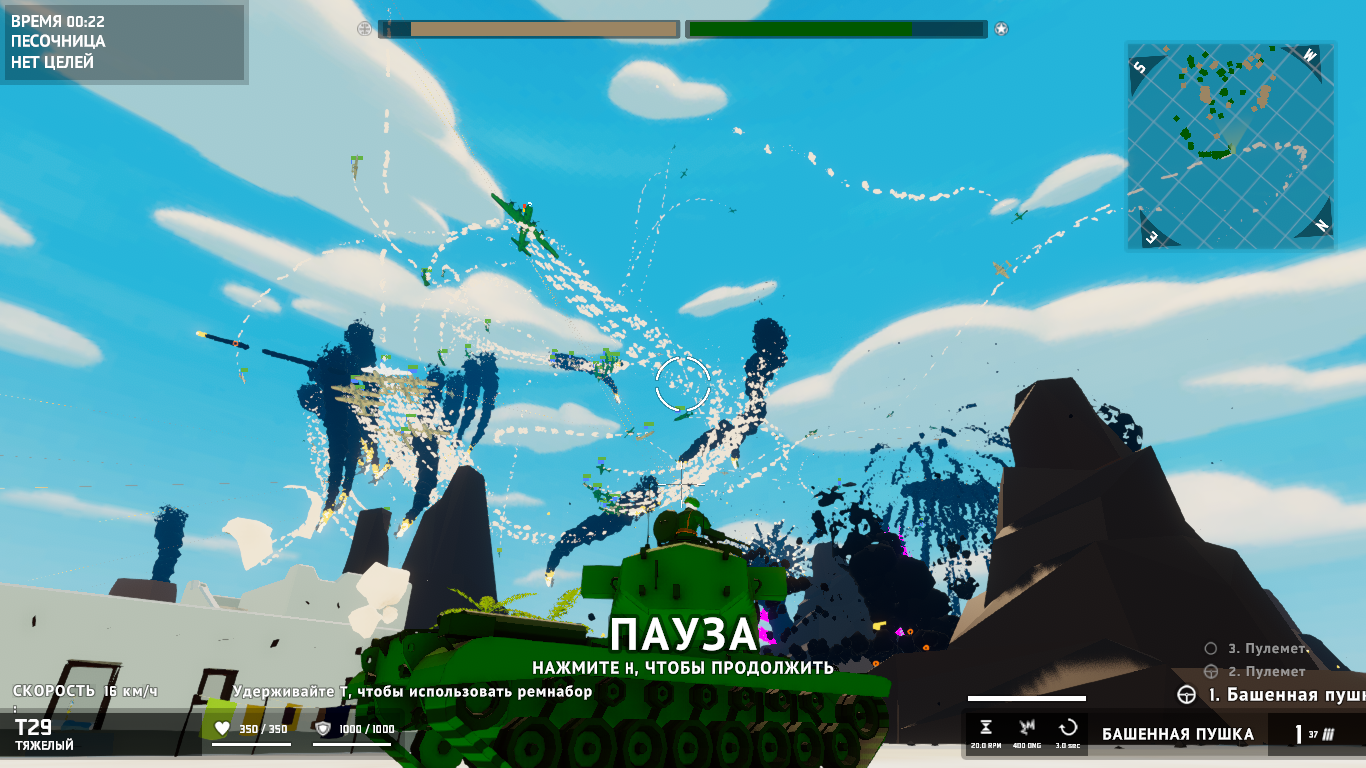 ВРЕМЯ 00:22
ПЕСОЧНИЦА
НЕТ ЦЕЛЕЙ
S
W
E
N
ПАУЗА
НАЖМИТЕ Н, ЧТОБЫ ПРОДОЛЖИТЬ
3. Пулемет
2. Пулемет
1. Башенная пушк
СКОРОСТЬ 16 км/ч
Удерживайте T, чтобы использовать ремнабор
T29
ТЯЖЕЛЫЙ
350 / 350
1000 / 1000
20.0 RPM
400 DMG
3.0 sec
БАШЕННАЯ ПУШКА
1 37